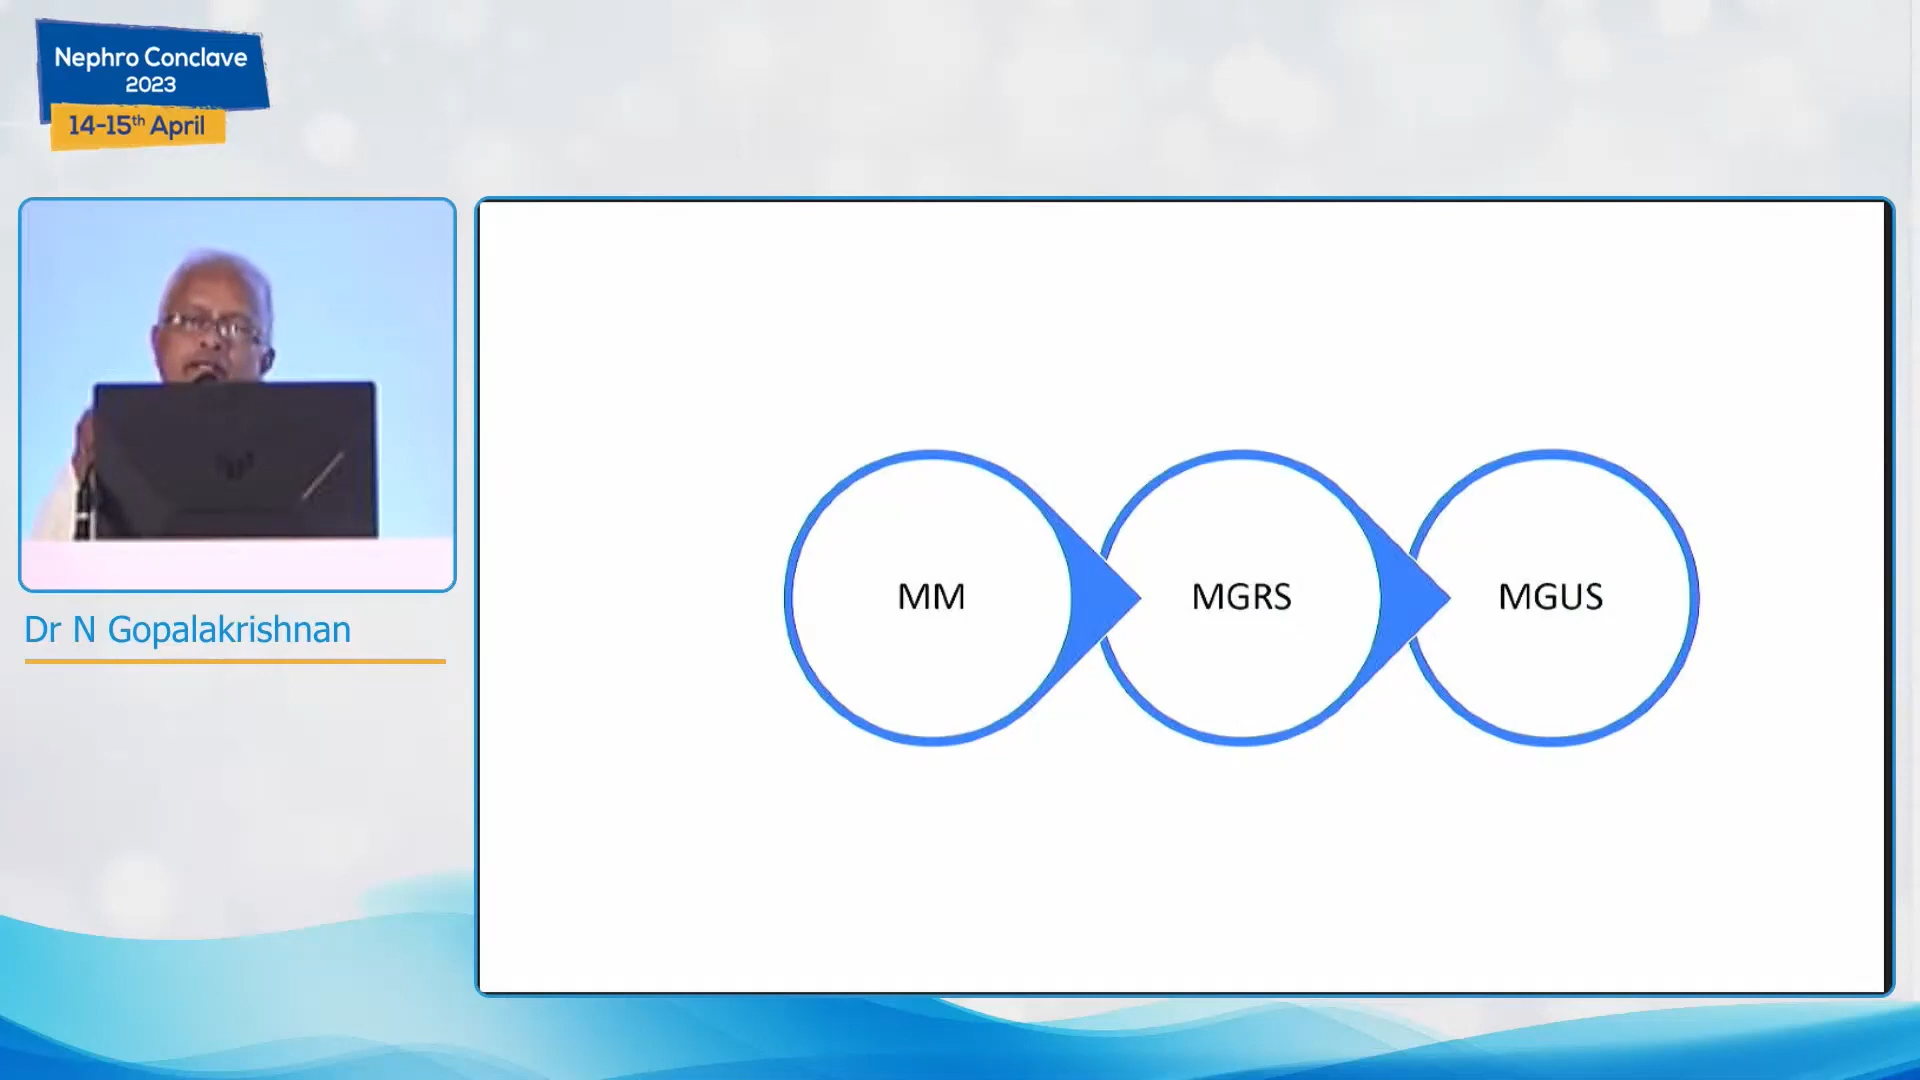 Nephro Conclave
2023
14-15th April
Dr N Gopalakrishnan
MM
MGRS
MGUS